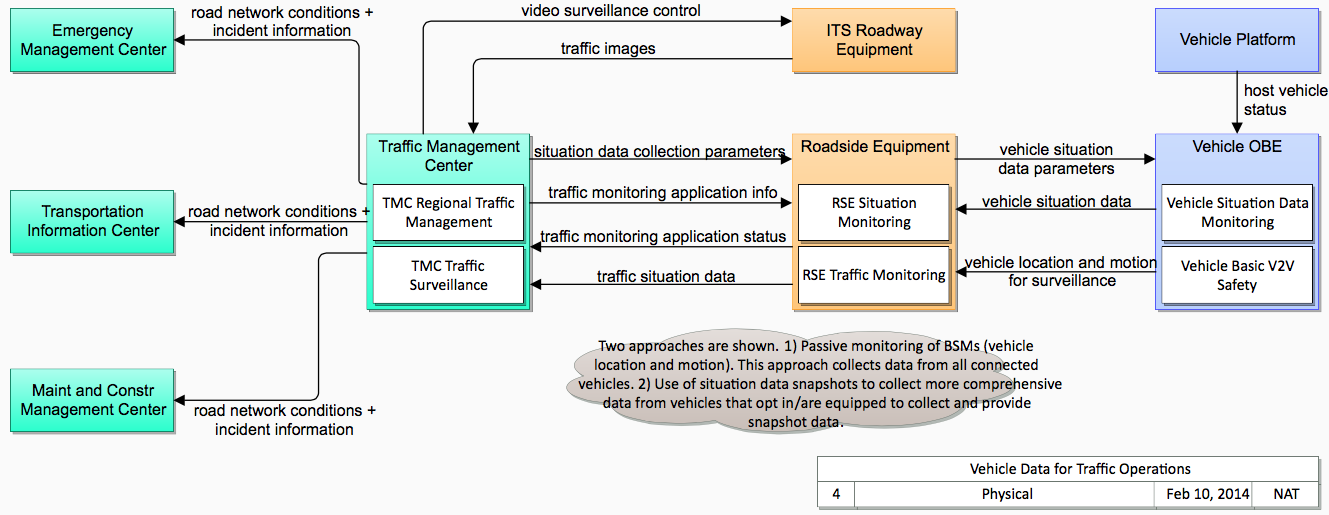 road network conditions +
incident information
Emergency
Management Center
video surveillance control
traffic images
ITS Roadway
Equipment
Vehicle Platform
host vehicle
status
Traffic Management
Center
TMC Regional Traffic
Management
TMC Traffic
Surveillance
situation data collection parameters
traffic monitoring application info
traffic monitoring application status
traffic situation data
Roadside Equipment
RSE Situation
Monitoring
RSE Traffic Monitoring
vehicle situation
data parameters
vehicle situation data
vehicle location and motion
for surveillance
Vehicle OBE
Vehicle Situation Data
Monitoring
Vehicle Basic V2V
Safety
Transportation
Information Center
road network conditions +
incident information
Maint and Constr
Management Center
road network conditions +
incident information
Two approaches are shown. 1) Passive monitoring of BSMs (vehicle
location and motion). This approach collects data from all connected
vehicles. 2) Use of situation data snapshots to collect more comprehensive
data from vehicles that opt in/are equipped to collect and provide
snapshot data.
Vehicle Data for Traffic Operations
4 Physical Feb 10, 2014 NAT